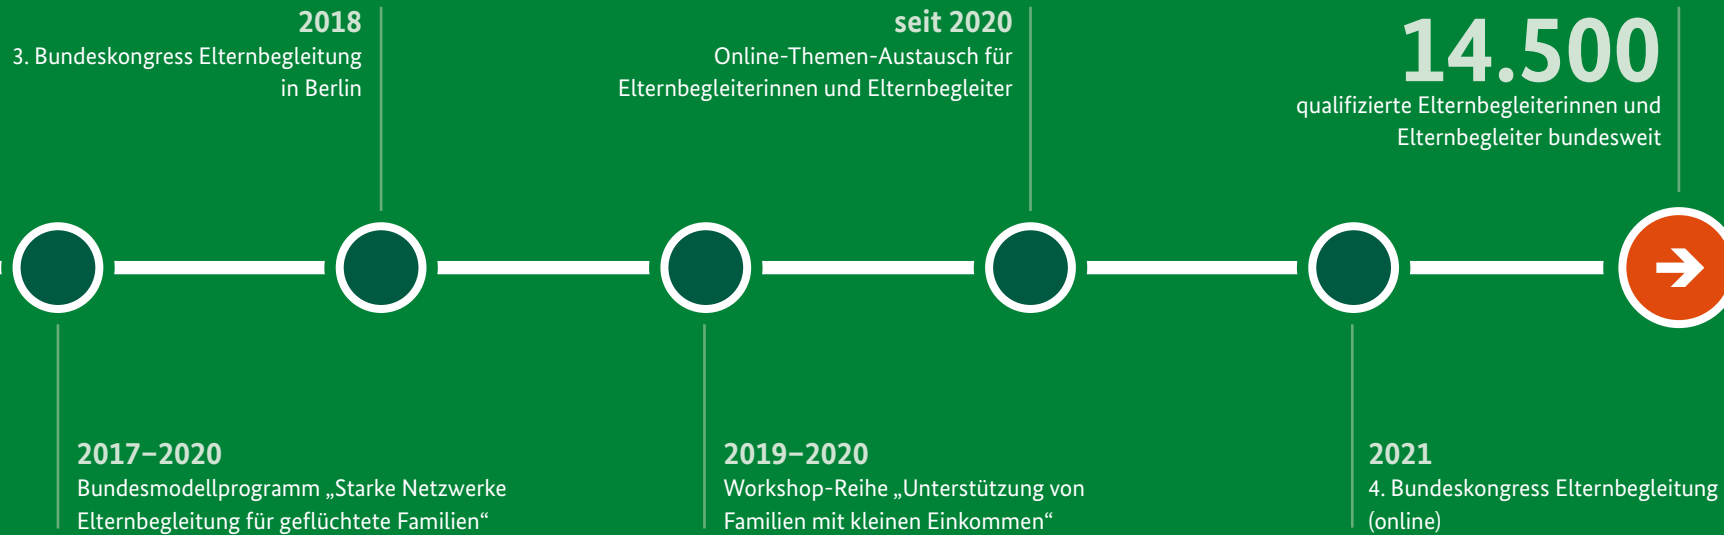 2018
3. Bundeskongress Elternbegleitung
in Berlin
seit 2020
Online-Themen-Austausch für
Elternbegleiterinnen und Elternbegleiter
14.500
qualifizierte Elternbegleiterinnen und
Elternbegleiter bundesweit
2017–2020
Bundesmodellprogramm „Starke Netzwerke
Elternbegleitung für geflüchtete Familien“
2019–2020
Workshop-Reihe „Unterstützung von
Familien mit kleinen Einkommen“
2021
4. Bundeskongress Elternbegleitung
(online)